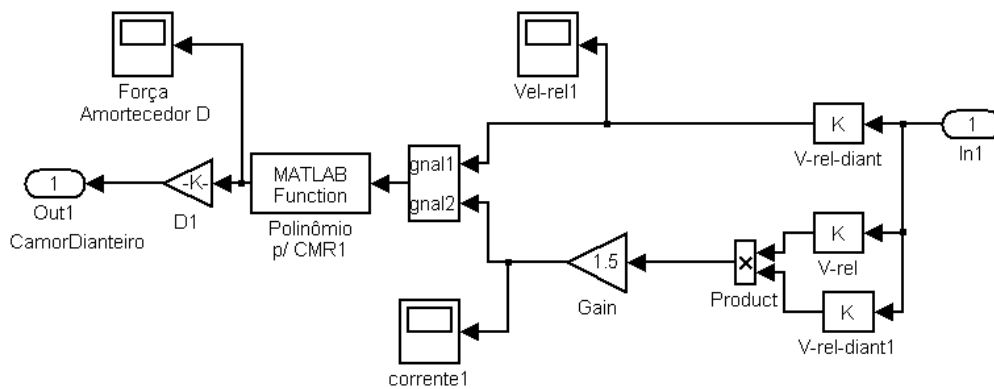 Força
Amortecedor D
Vel-rel1
K
V-rel-diant
1
In1
gnal1
gnal2
MATLAB
Function
Polinômio
p/ CMR1
-K-
D1
1
Out1
CamorDianteiro
K
V-rel
Product
1.5
Gain
K
V-rel-diant1
corrente1